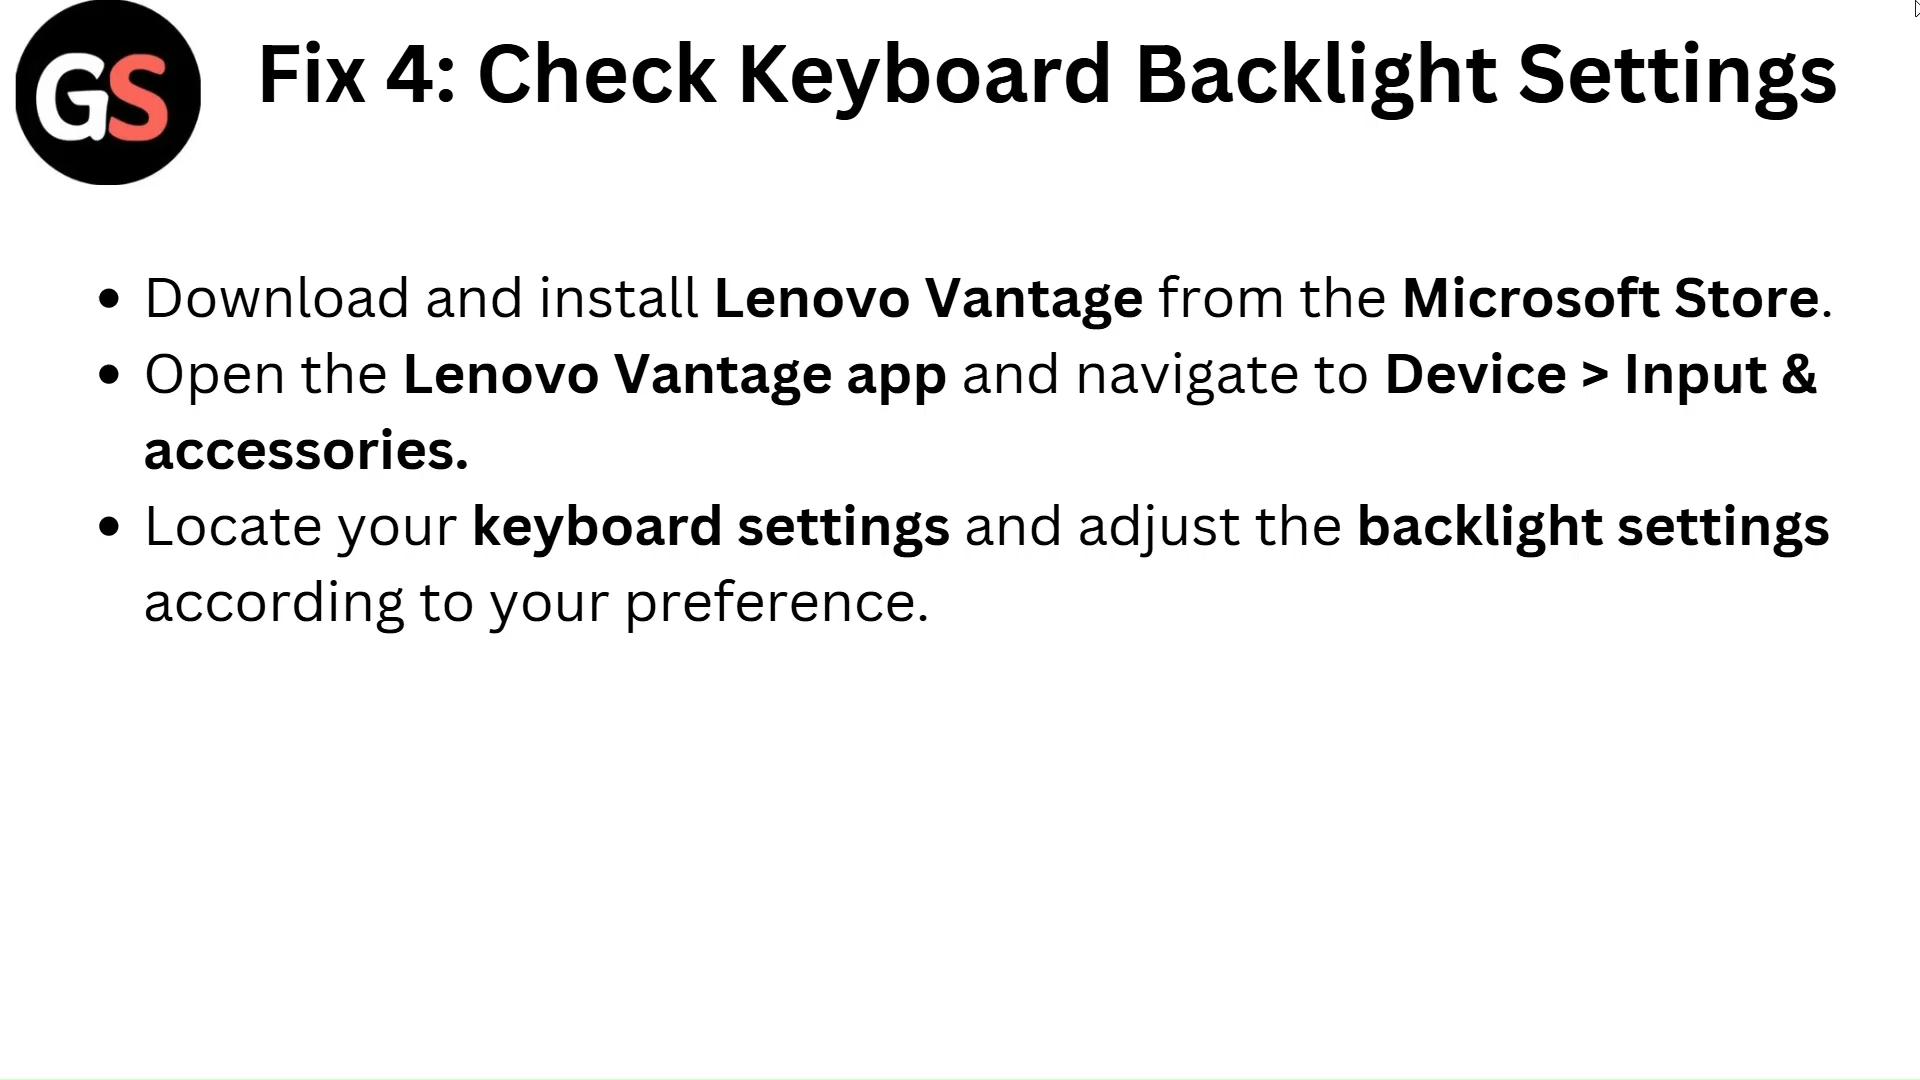 GS
Fix 4: Check Keyboard Backlight Settings
• Download and install Lenovo Vantage from the Microsoft Store.
• Open the Lenovo Vantage app and navigate to Device > Input &
accessories.
• Locate your keyboard settings and adjust the backlight settings
according to your preference.